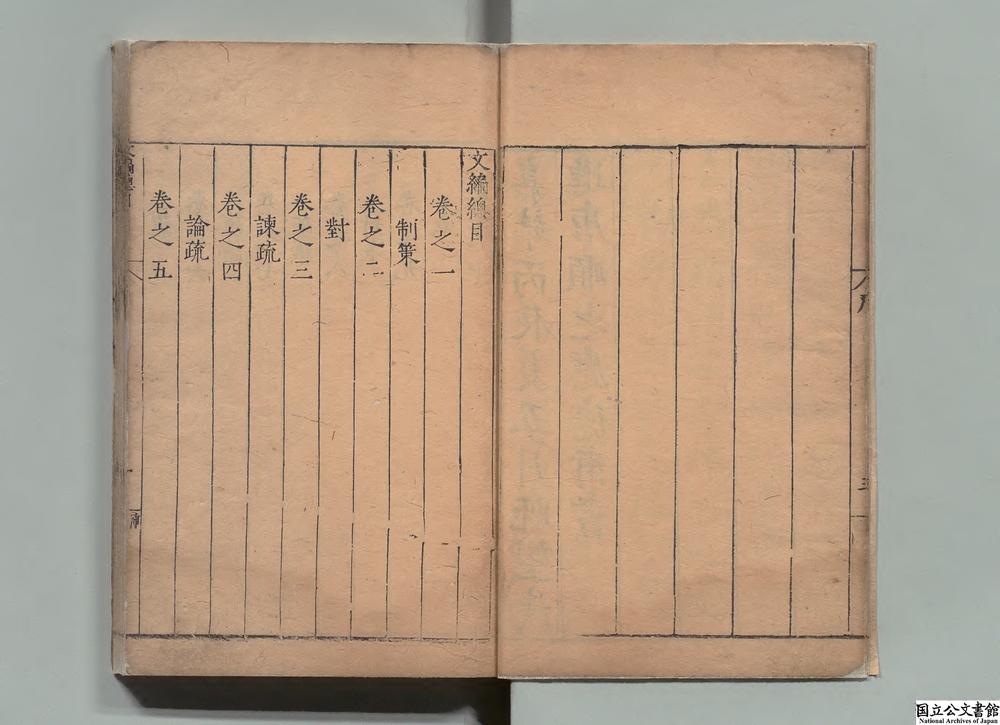 文編總目
卷之一
制策
卷之二
對
卷之三
諫疏
卷之四
論疏
卷之五
国立公文書館
National Archives of Japan